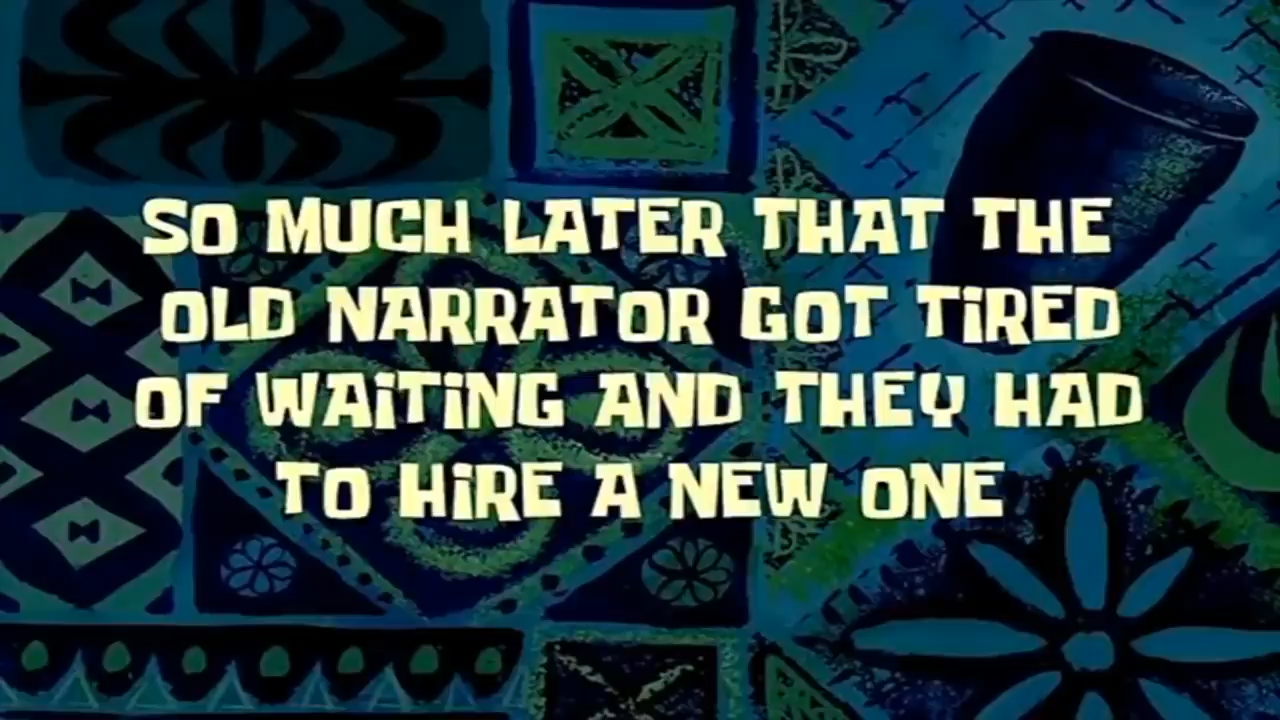 SO MUCH LATER THAT THE
OLD NARRATOR GOT TiRED
OF WAiTiNG AND THEY HAD
TO HiRE A NEW ONE